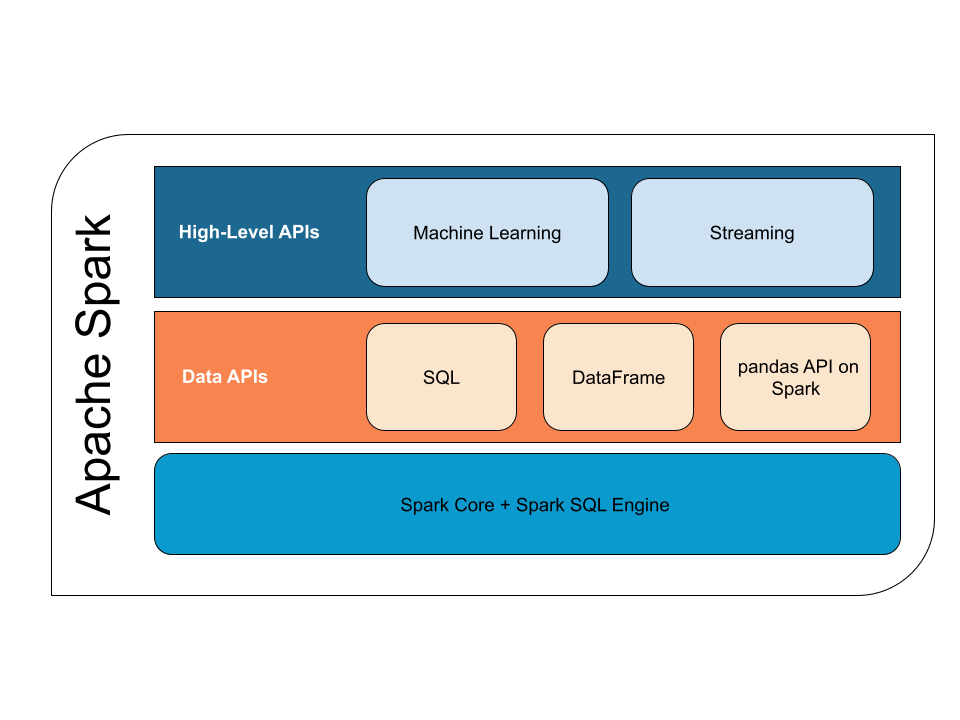 Apache Spark
High-Level APIs
Machine Learning
Streaming
Data APIs
SQL
DataFrame
pandas API on
Spark
Spark Core + Spark SQL Engine